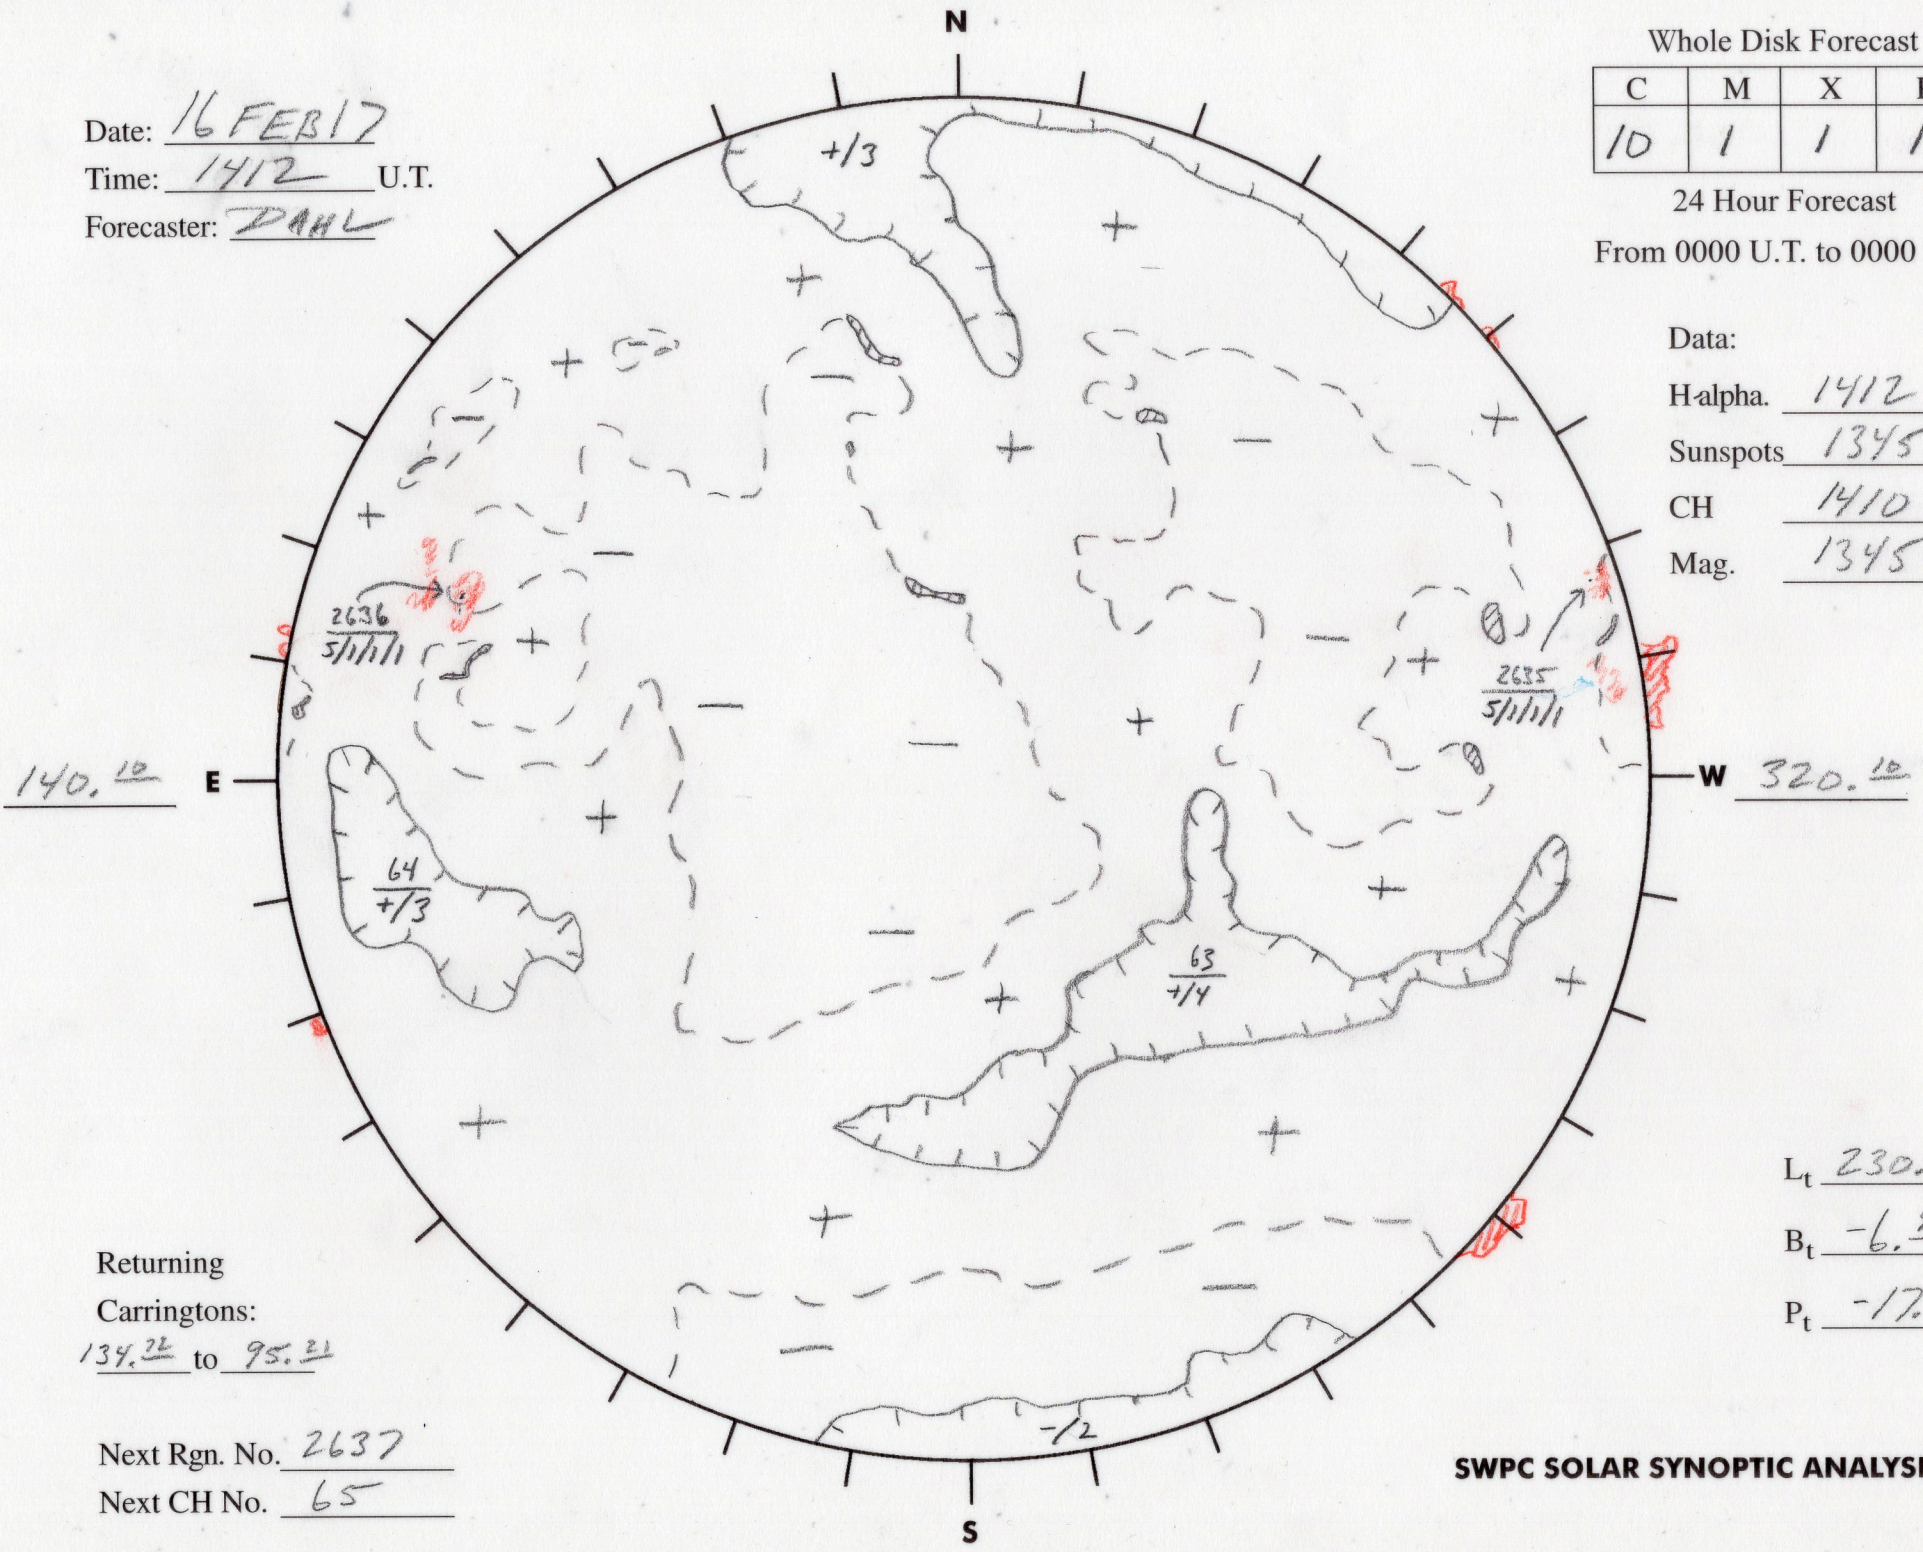 N
Date: 16 FEB 17
Time: 1412 U.T.
Forecaster: DAHL
Whole Disk Forecast
C M X
10 1 1 1
24 Hour Forecast
From 0000 U.T. to 0000
Data:
H-alpha. 1412
Sunspots 1345
CH 1410
Mag. 1345
+/3
+
+
+ -
- -
+ + -
+
- 
2636
5/1/1/1
+ - +
2635
5/1/1/1
- + -
140.10 E
W 320.10
+
64
+/3
+
- 63
+/4
+ +
+ +
+
-
-
-/2
Lt 230.
Bt -6.
Pt -17.
Returning
Carringtons:
134.22 to 95.21
Next Rgn. No. 2637
Next CH No. 65
SWPC SOLAR SYNOPTIC ANALYSI
S